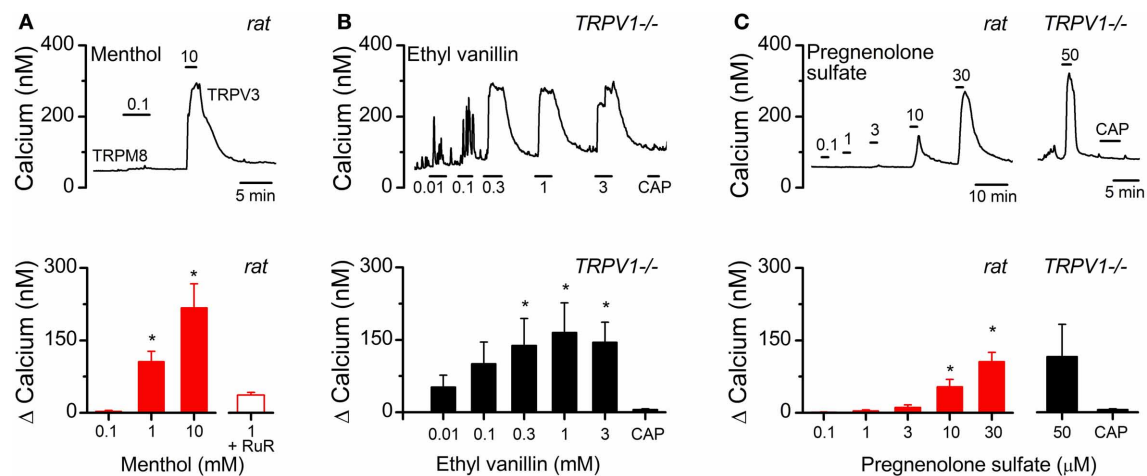 A
rat
Menthol
400
200
0
Calcium (nM)
10
0.1
TRPV3
TRPM8
5 min
B
TRPV1-/-
Ethyl vanillin
400
200
0
Calcium (nM)
0.01 0.1 0.3 1 3 CAP
C
rat
TRPV1-/-
Pregnenolone
sulfate
400
200
0
Calcium (nM)
0.1 1 3 10 30
10 min
50
CAP
5 min
rat
300
150
0
Δ Calcium (nM)
* *
0.1 1 10 1
+ RuR
Menthol (mM)
TRPV1-/-
300
150
0
Δ Calcium (nM)
* * *
0.01 0.1 0.3 1 3 CAP
Ethyl vanillin (mM)
rat
TRPV1-/-
300
150
0
Δ Calcium (nM)
* *
0.1 1 3 10 30 50 CAP
Pregnenolone sulfate (μM)